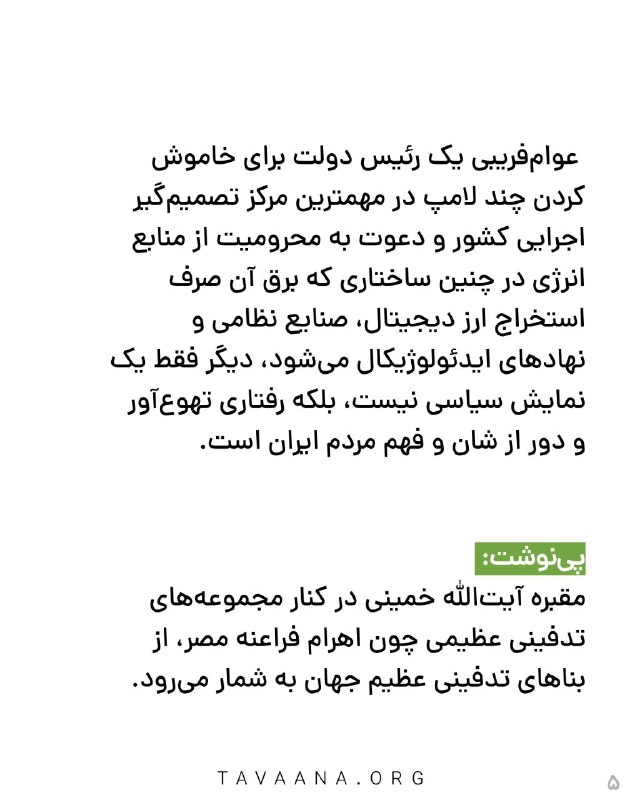 عوام‌فریبی یک رئیس دولت برای خاموش
کردن چند لامپ در مهمترین مرکز تصمیم‌گیر
اجرایی کشور و دعوت به محرومیت از منابع
انرژی در چنین ساختاری که برق آن صرف
استخراج ارز دیجیتال، صنایع نظامی و
نهادهای ایدئولوژیکال می‌شود، دیگر فقط یک
نمایش سیاسی نیست، بلکه رفتاری تهوع‌آور
و دور از شان و فهم مردم ایران است.
پی‌نوشت:
مقبره آیت‌الله خمینی در کنار مجموعه‌های
تدفینی عظیمی چون اهرام فراعنه مصر، از
بناهای تدفینی عظیم جهان به شمار می‌رود.
TAVAANA.ORG
۵